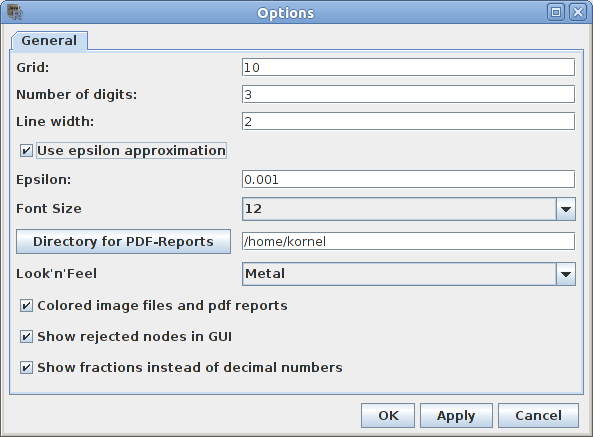 Options
General
Grid: 10
Number of digits: 3
Line width: 2
Use epsilon approximation
Epsilon: 0.001
Font Size 12
Directory for PDF-Reports /home/kornel
Look'n'Feel Metal
Colored image files and pdf reports
Show rejected nodes in GUI
Show fractions instead of decimal numbers
OK Apply Cancel